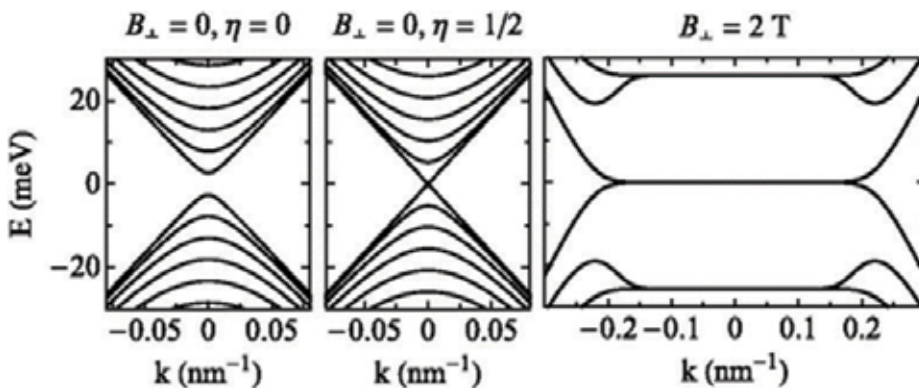 B⊥ = 0, η = 0 B⊥ = 0, η = 1/2 B⊥ = 2 T
E (meV)
20
0
−20
−0.05 0 0.05 −0.05 0 0.05 −0.2 −0.1 0 0.1 0.2
k (nm⁻¹) k (nm⁻¹) k (nm⁻¹)